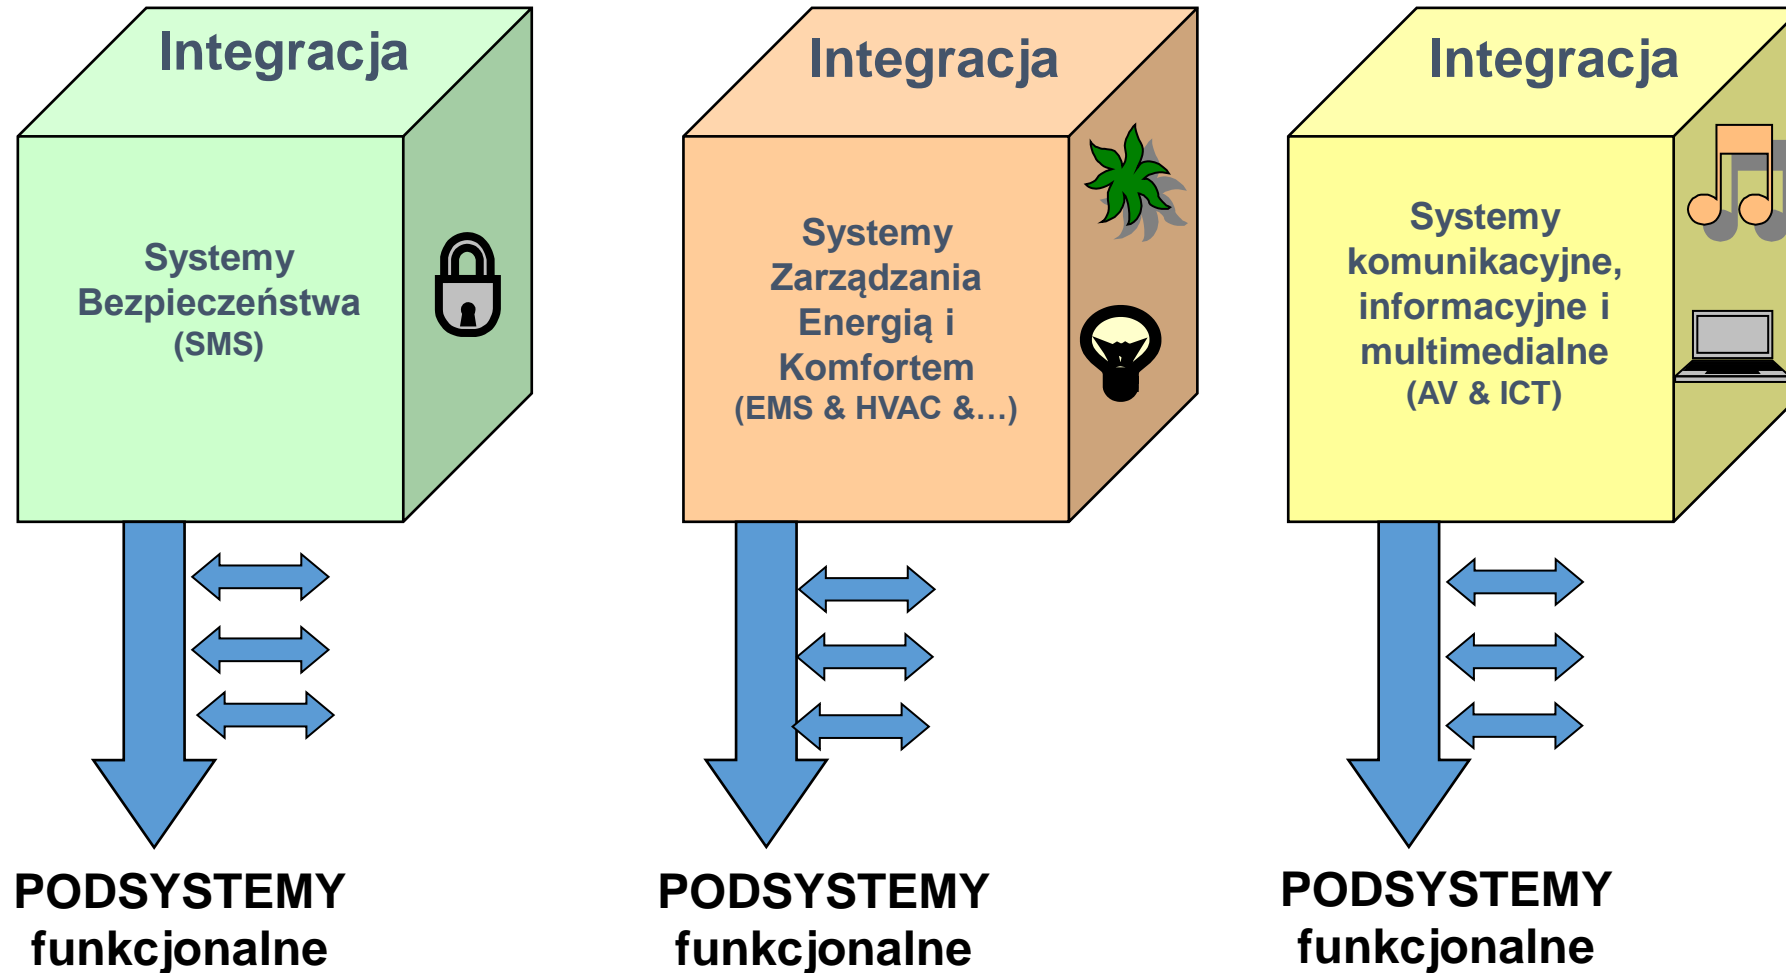 Integracja
Systemy
Bezpieczeństwa
(SMS)
PODSYSTEMY
funkcjonalne
Integracja
Systemy
Zarządzania
Energią i
Komfortem
(EMS & HVAC &…)
PODSYSTEMY
funkcjonalne
Integracja
Systemy
komunikacyjne,
informacyjne i
multimedialne
(AV & ICT)
PODSYSTEMY
funkcjonalne